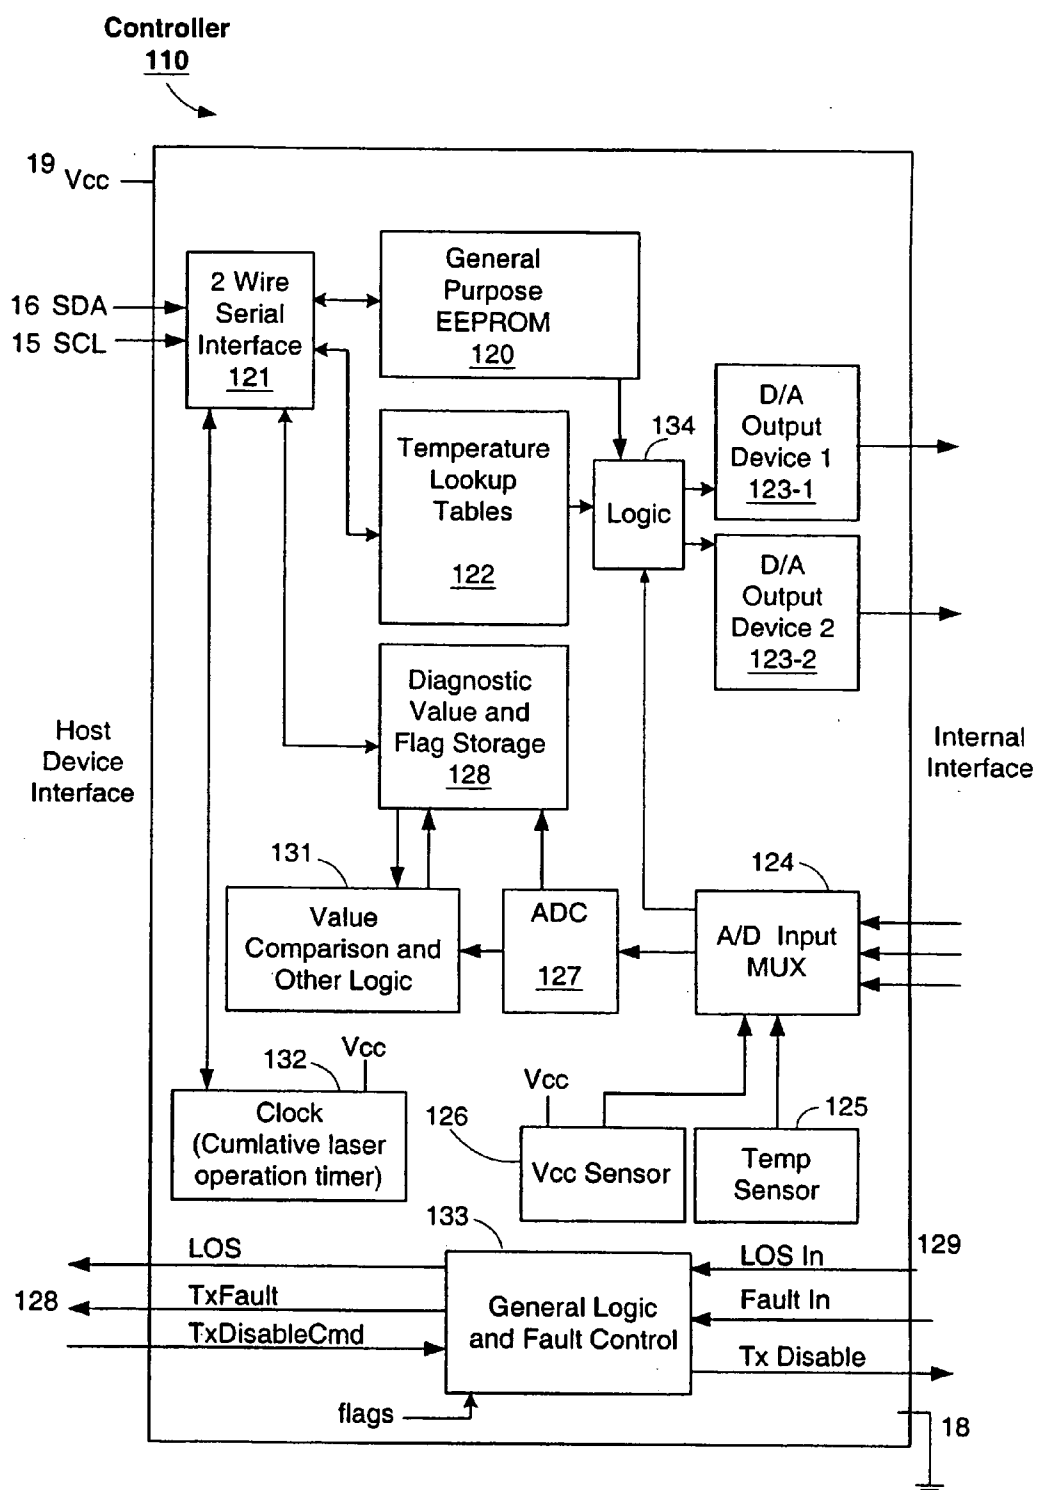 Controller
110
19
Vcc
2 Wire
Serial
Interface
121
16 SDA
15 SCL
General
Purpose
EEPROM
120
Temperature
Lookup
Tables
122
134
Logic
D/A
Output
Device 1
123-1
D/A
Output
Device 2
123-2
Diagnostic
Value and
Flag Storage
128
Host
Device
Interface
Internal
Interface
131
Value
Comparison and
Other Logic
ADC
127
124
A/D Input
MUX
132
Vcc
Clock
(Cumlative laser
operation timer)
Vcc
126
Vcc Sensor
125
Temp
Sensor
133
General Logic
and Fault Control
LOS
TxFault
128
TxDisableCmd
flags
LOS In
129
Fault In
Tx Disable
18